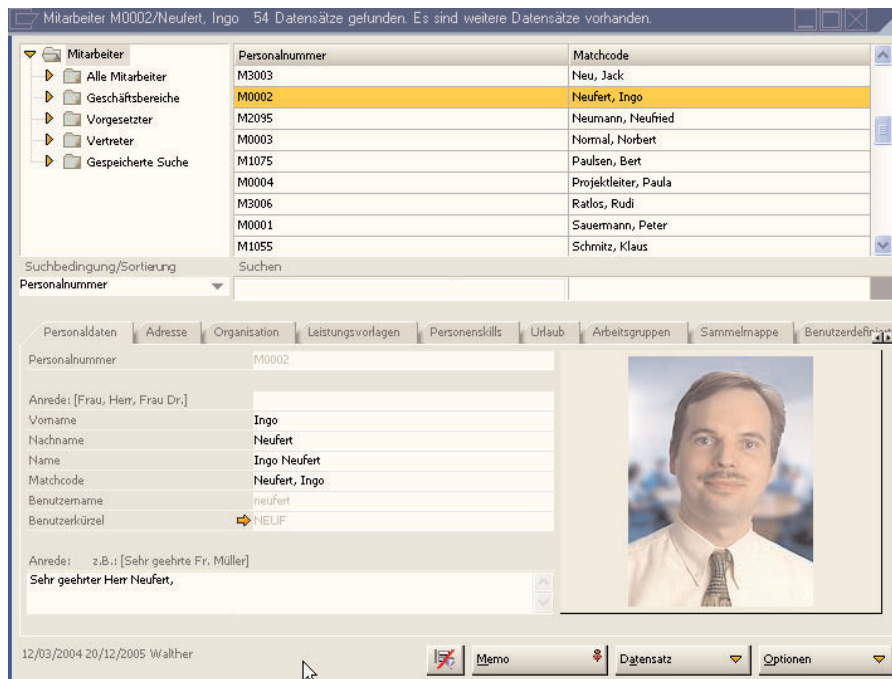 Mitarbeiter M0002/Neufert, Ingo 54 Datensätze gefunden. Es sind weitere Datensätze vorhanden.
Mitarbeiter
Alle Mitarbeiter
Geschäftsbereiche
Vorgesetzter
Vertreter
Gespeicherte Suche
Personalnummer Matchcode
M3003 Neu, Jack
M0002 Neufert, Ingo
M2095 Neumann, Neufried
M0003 Normal, Norbert
M1075 Paulsen, Bert
M0004 Projektleiter, Paula
M3006 Ratlos, Rudi
M0001 Sauermann, Peter
M1055 Schmitz, Klaus
Suchbedingung/Sortierung Suchen
Personalnummer
Personaldaten Adresse Organisation Leistungsvorlagen Personenskills Urlaub Arbeitsgruppen Sammelmappe
Personalnummer M0002
Anrede: [Frau, Herr, Frau Dr.]
Vorname Ingo
Nachname Neufert
Name Ingo Neufert
Matchcode Neufert, Ingo
Benutzername neufert
Benutzerkürzel NEUF
Anrede: z.B.: [Sehr geehrte Fr. Müller]
Sehr geehrter Herr Neufert,
12/03/2004 20/12/2005 Walther
Memo Datensatz Optionen